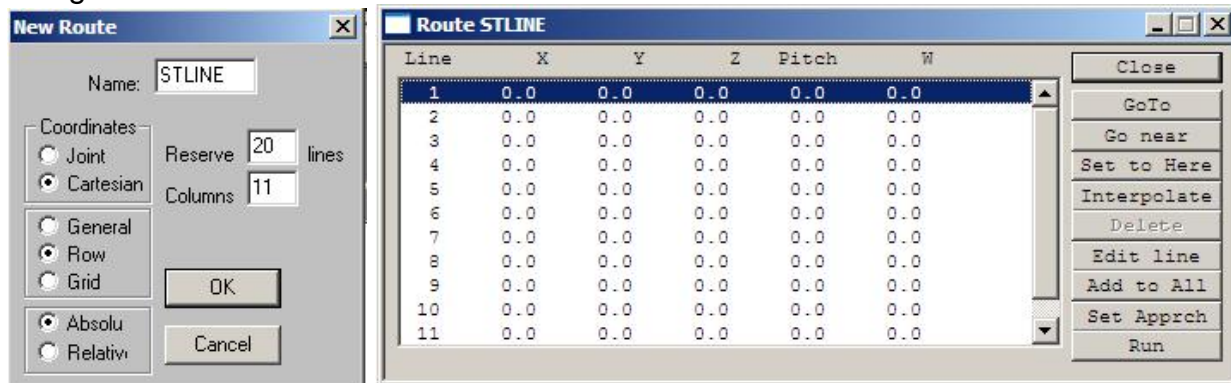 New Route
Name: STLINE
Coordinates
Joint
Cartesian
Reserve 20 lines
Columns 11
General
Row
Grid
OK
Absolu
Relativ
Cancel
Route STLINE
Line X Y Z Pitch W
1 0.0 0.0 0.0 0.0 0.0
2 0.0 0.0 0.0 0.0 0.0
3 0.0 0.0 0.0 0.0 0.0
4 0.0 0.0 0.0 0.0 0.0
5 0.0 0.0 0.0 0.0 0.0
6 0.0 0.0 0.0 0.0 0.0
7 0.0 0.0 0.0 0.0 0.0
8 0.0 0.0 0.0 0.0 0.0
9 0.0 0.0 0.0 0.0 0.0
10 0.0 0.0 0.0 0.0 0.0
11 0.0 0.0 0.0 0.0 0.0
Close
GoTo
Go near
Set to Here
Interpolate
Delete
Edit line
Add to All
Set Apprch
Run